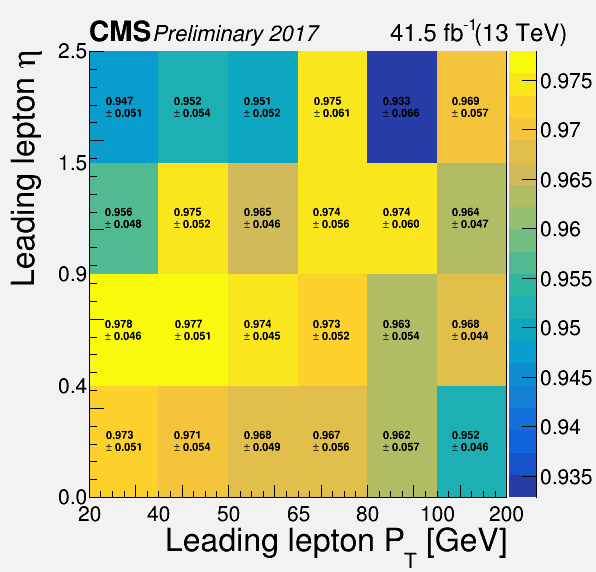 CMS Preliminary 2017 41.5 fb⁻¹(13 TeV)
Leading lepton η
2.5
1.5
0.9
0.4
0.0
0.947 0.952 0.951 0.975 0.933 0.969
± 0.051 ± 0.054 ± 0.052 ± 0.061 ± 0.066 ± 0.057
0.956 0.975 0.965 0.974 0.974 0.964
± 0.048 ± 0.052 ± 0.046 ± 0.056 ± 0.060 ± 0.047
0.978 0.977 0.974 0.973 0.963 0.968
± 0.046 ± 0.051 ± 0.045 ± 0.052 ± 0.054 ± 0.044
0.973 0.971 0.968 0.967 0.962 0.952
± 0.051 ± 0.054 ± 0.049 ± 0.056 ± 0.057 ± 0.046
20 40 50 65 80 100 200
Leading lepton P_T [GeV]
0.975
0.97
0.965
0.96
0.955
0.95
0.945
0.94
0.935